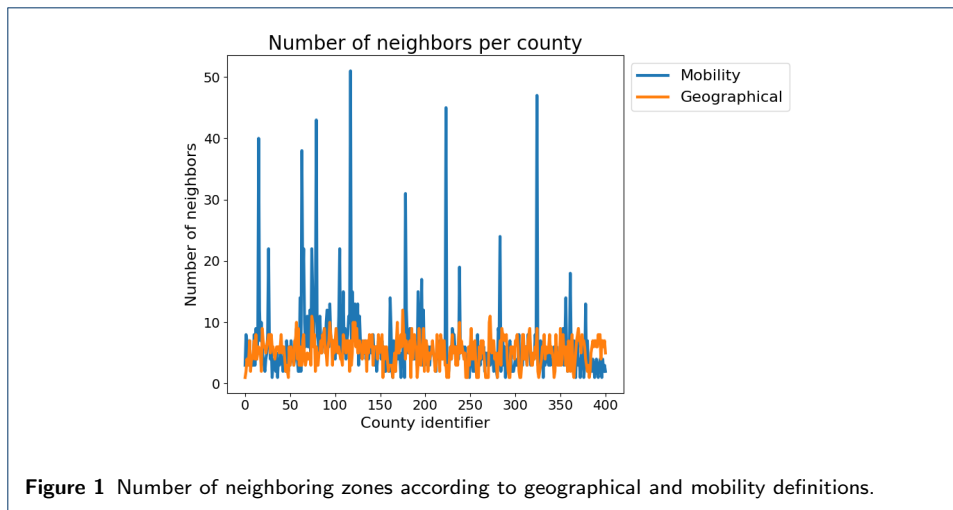 Number of neighbors per county
Mobility
Geographical
50
40
30
20
10
0
Number of neighbors
0 50 100 150 200 250 300 350 400
County identifier
Figure 1 Number of neighboring zones according to geographical and mobility definitions.